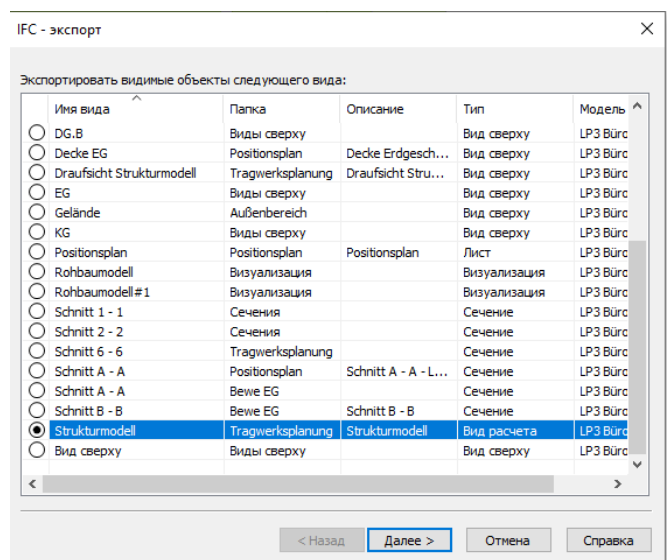 IFC - экспорт
Экспортировать видимые объекты следующего вида:
Имя вида Папка Описание Тип Модель
DG.B Виды сверху Вид сверху LP3 Büro
Decke EG Positionsplan Decke Erdgesch... Вид сверху LP3 Büro
Draufsicht Strukturmodell Tragwerksplanung Draufsicht Stru... Вид сверху LP3 Büro
EG Виды сверху Вид сверху LP3 Büro
Gelände Außenbereich Вид сверху LP3 Büro
KG Виды сверху Вид сверху LP3 Büro
Positionsplan Positionsplan Positionsplan Лист LP3 Büro
Rohbaumodell Визуализация Визуализация LP3 Büro
Rohbaumodell#1 Визуализация Визуализация LP3 Büro
Schnitt 1 - 1 Сечения Сечение LP3 Büro
Schnitt 2 - 2 Сечения Сечение LP3 Büro
Schnitt 6 - 6 Tragwerksplanung Сечение LP3 Büro
Schnitt A - A Positionsplan Schnitt A - A - L... Сечение LP3 Büro
Schnitt A - A Bewe EG Сечение LP3 Büro
Schnitt B - B Bewe EG Schnitt B - B Сечение LP3 Büro
Strukturmodell Tragwerksplanung Strukturmodell Вид расчета LP3 Büro
Вид сверху Виды сверху Вид сверху LP3 Büro
< Назад Далее > Отмена Справка